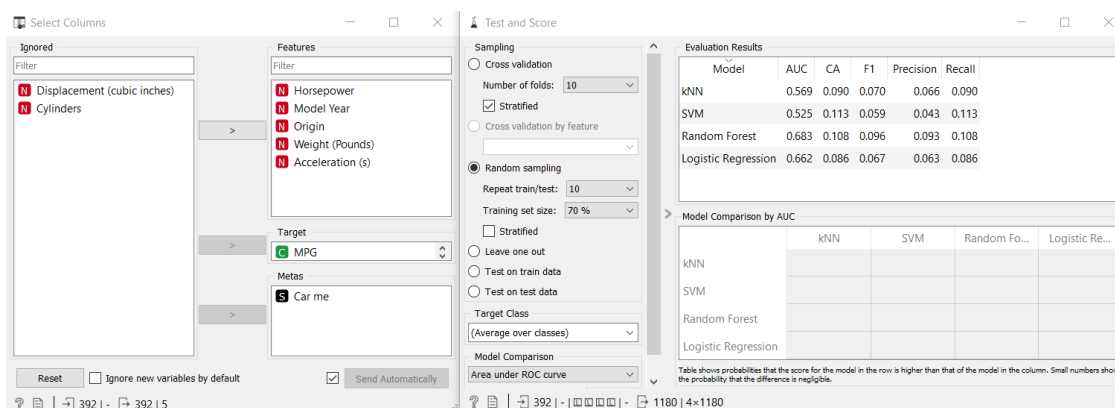 Select Columns
Ignored
Filter
N Displacement (cubic inches)
N Cylinders
>
>
>
Features
Filter
N Horsepower
N Model Year
N Origin
N Weight (Pounds)
N Acceleration (s)
Target
C MPG
Metas
S Car me
Reset
Ignore new variables by default
Send Automatically
392 | -
392 | 5
Test and Score
Sampling
Cross validation
Number of folds: 10
Stratified
Cross validation by feature
Random sampling
Repeat train/test: 10
Training set size: 70 %
Stratified
Leave one out
Test on train data
Test on test data
Target Class
(Average over classes)
Model Comparison
Area under ROC curve
392 | -
| -
1180 | 4×1180
Evaluation Results
Model AUC CA F1 Precision Recall
kNN 0.569 0.090 0.070 0.066 0.090
SVM 0.525 0.113 0.059 0.043 0.113
Random Forest 0.683 0.108 0.096 0.093 0.108
Logistic Regression 0.662 0.086 0.067 0.063 0.086
Model Comparison by AUC
kNN SVM Random Fo... Logistic Re...
kNN
SVM
Random Forest
Logistic Regression
Table shows probabilities that the score for the model in the row is higher than that of the model in the column. Small numbers show
the probability that the difference is negligible.